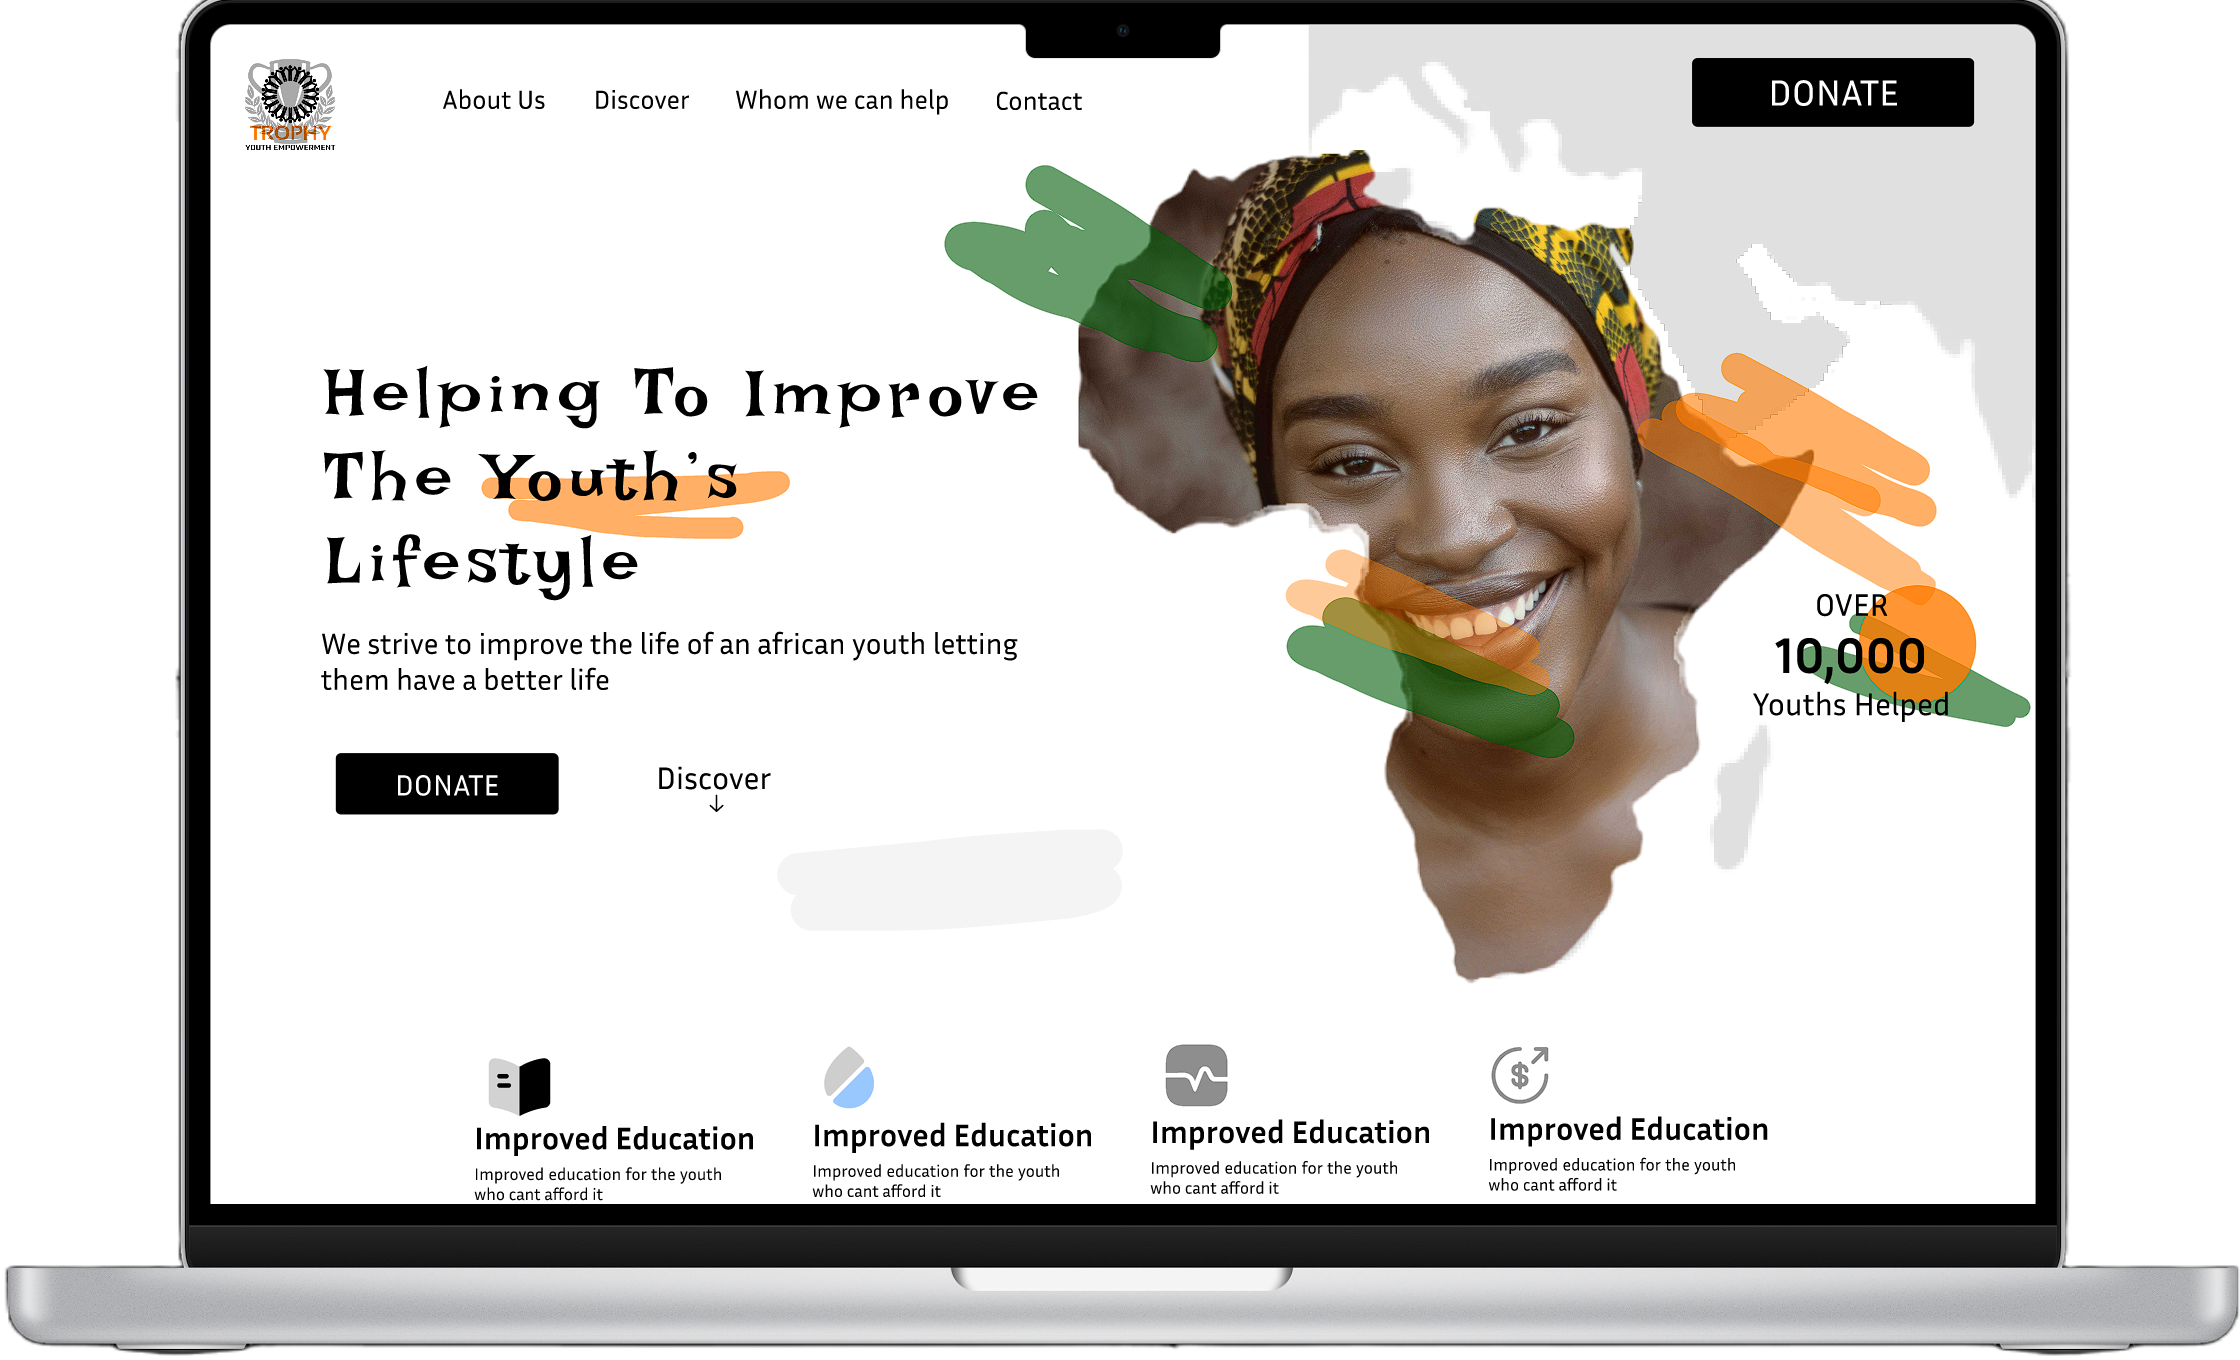 TROPHY
YOUTH EMPOWERMENT
About Us
Discover
Whom we can help
Contact
DONATE
Helping To Improve
The Youth's
Lifestyle
We strive to improve the life of an african youth letting
them have a better life
DONATE
Discover
↓
OVER
10,000
Youths Helped
Improved Education
Improved education for the youth
who cant afford it
Improved Education
Improved education for the youth
who cant afford it
Improved Education
Improved education for the youth
who cant afford it
$
Improved Education
Improved education for the youth
who cant afford it